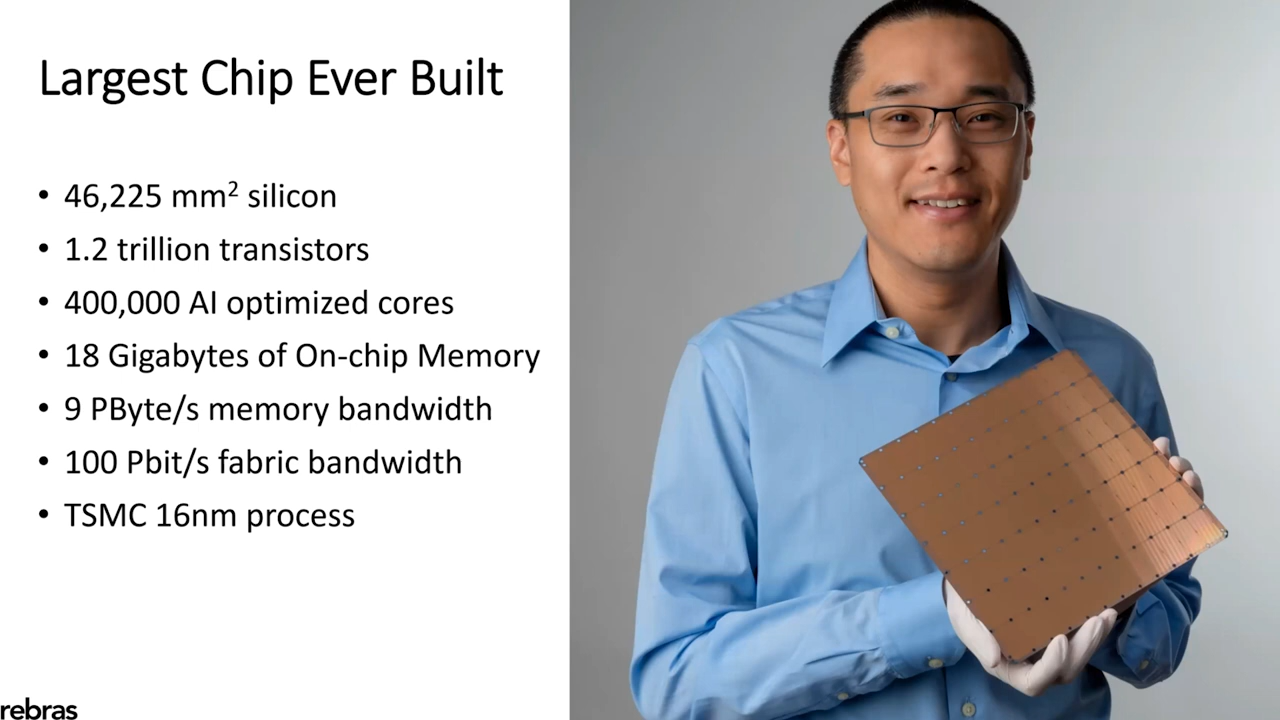 Largest Chip Ever Built
• 46,225 mm² silicon
• 1.2 trillion transistors
• 400,000 AI optimized cores
• 18 Gigabytes of On-chip Memory
• 9 PByte/s memory bandwidth
• 100 Pbit/s fabric bandwidth
• TSMC 16nm process
rebras